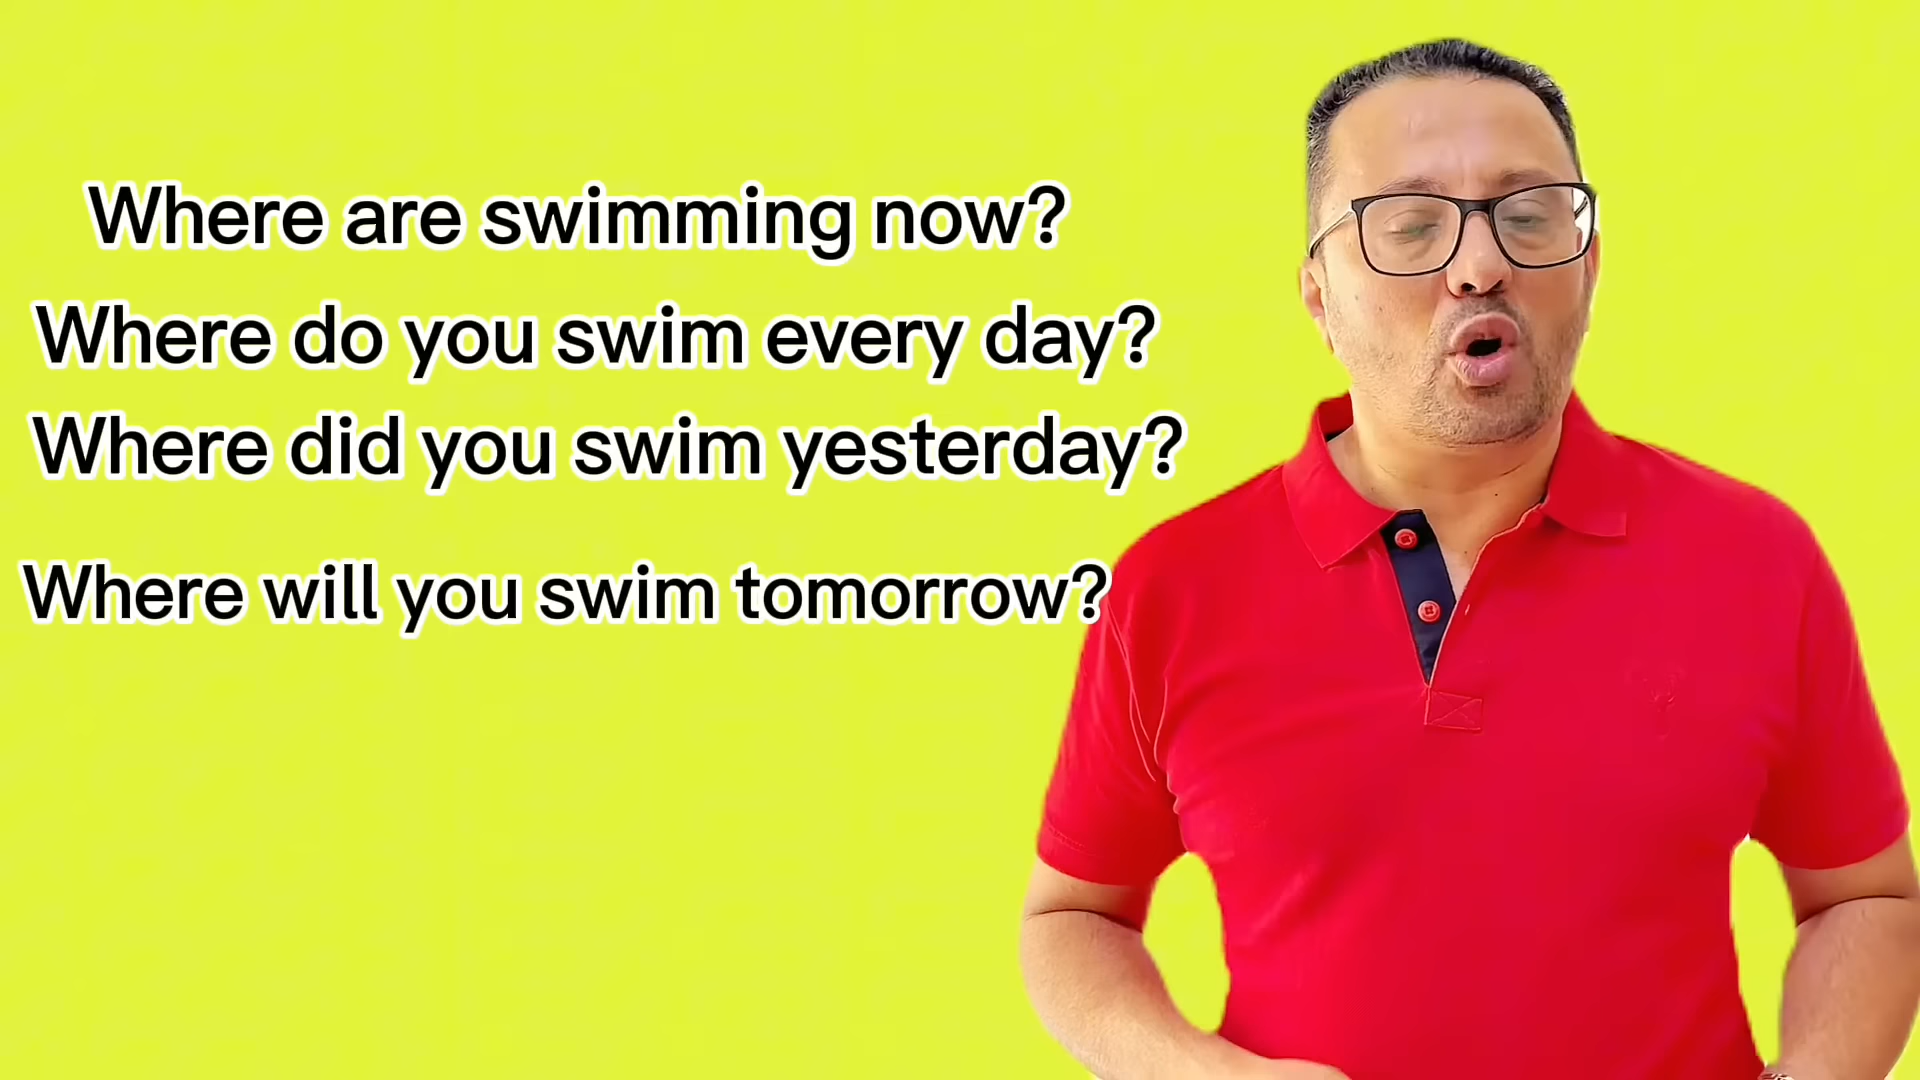 Where are swimming now?
Where do you swim every day?
Where did you swim yesterday?
Where will you swim tomorrow?